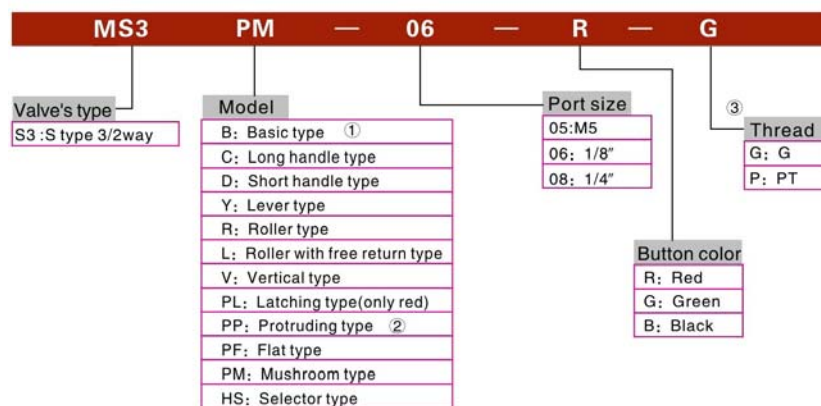 MS3 PM — 06 — R — G
Valve's type
S3 :S type 3/2way
Model
B: Basic type ①
C: Long handle type
D: Short handle type
Y: Lever type
R: Roller type
L: Roller with free return type
V: Vertical type
PL: Latching type(only red)
PP: Protruding type ②
PF: Flat type
PM: Mushroom type
HS: Selector type
Port size
05:M5
06: 1/8″
08: 1/4″
Button color
R: Red
G: Green
B: Black
③
Thread
G: G
P: PT